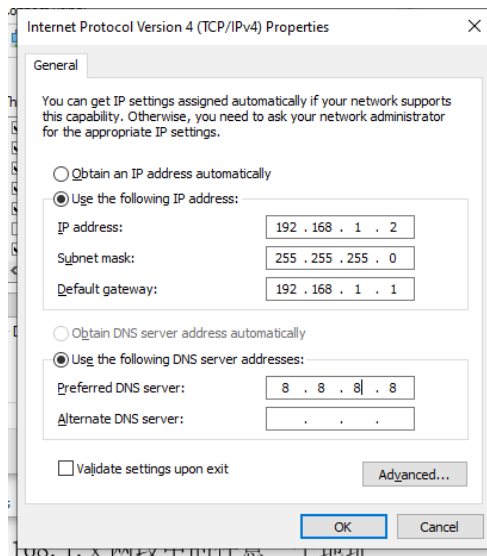 Internet Protocol Version 4 (TCP/IPv4) Properties
General
You can get IP settings assigned automatically if your network supports
this capability. Otherwise, you need to ask your network administrator
for the appropriate IP settings.
Obtain an IP address automatically
Use the following IP address:
IP address: 192 . 168 . 1 . 2
Subnet mask: 255 . 255 . 255 . 0
Default gateway: 192 . 168 . 1 . 1
Obtain DNS server address automatically
Use the following DNS server addresses:
Preferred DNS server: 8 . 8 . 8 . 8
Alternate DNS server: . . .
Validate settings upon exit
Advanced...
OK
Cancel